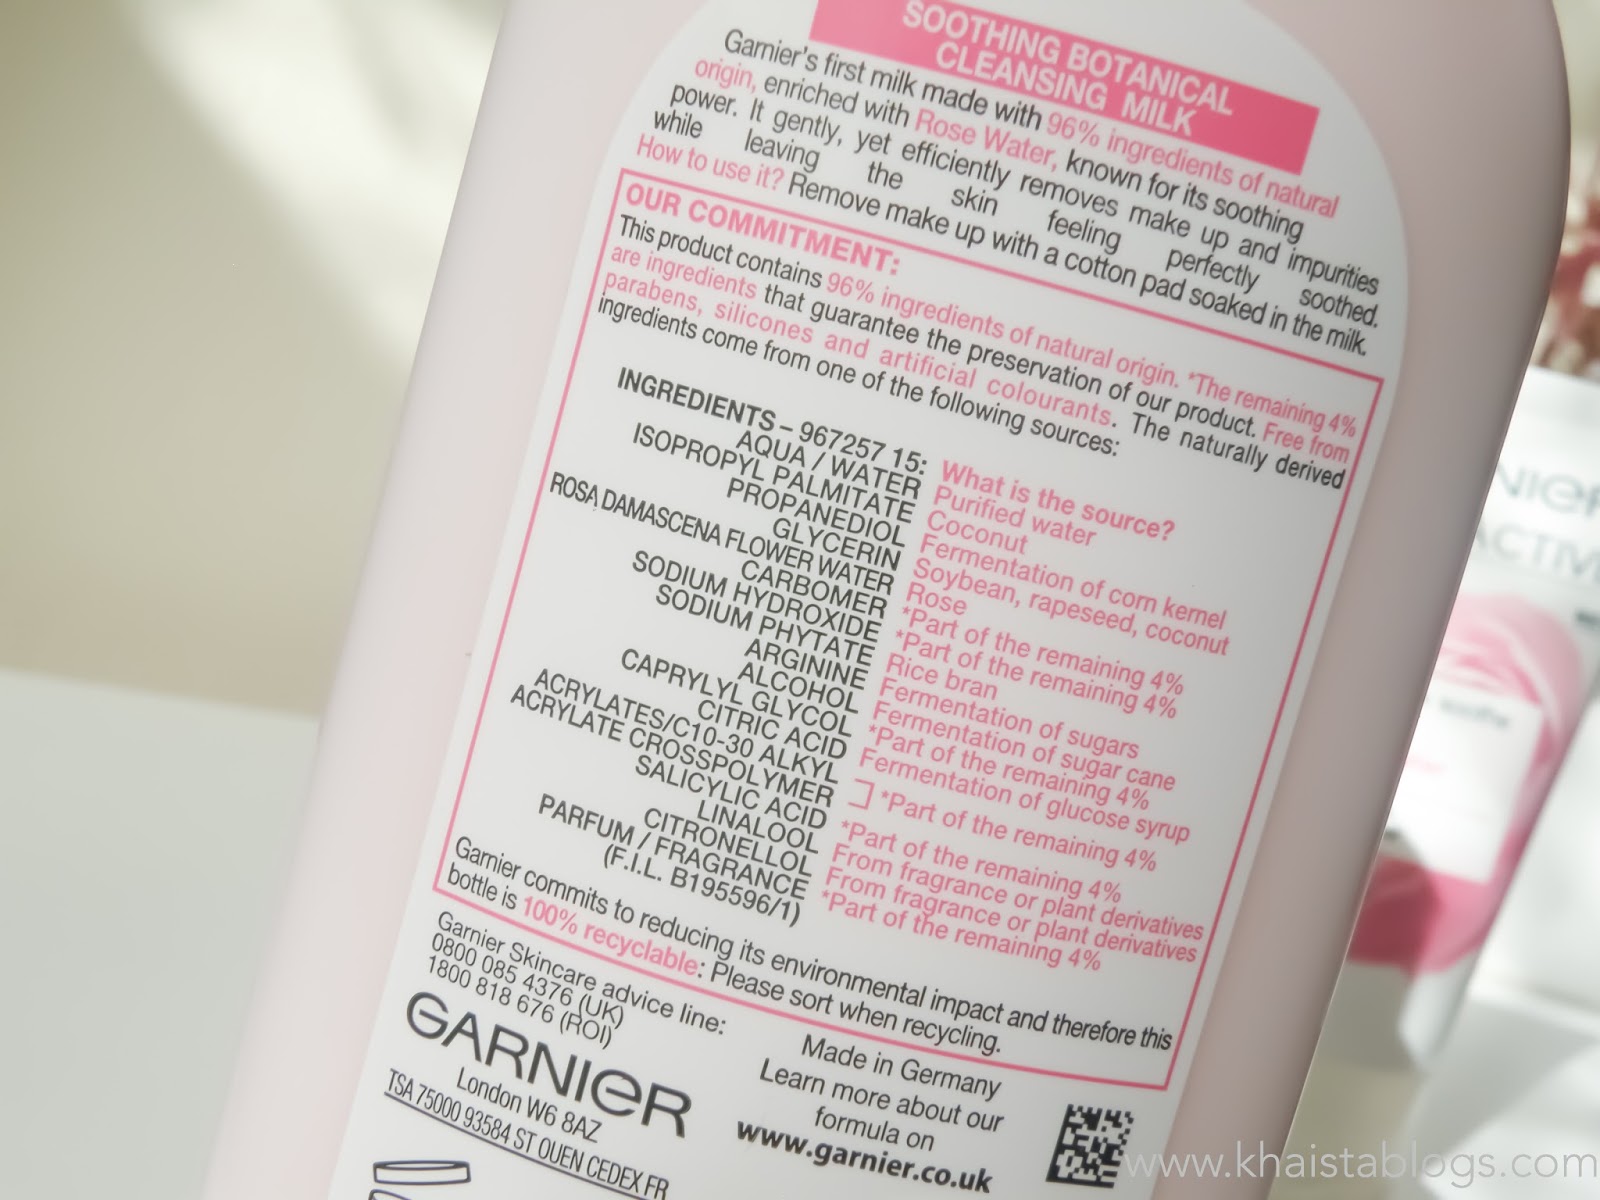 SOOTHING BOTANICAL
CLEANSING MILK
Garnier's first milk made with 96% ingredients of natural
origin, enriched with Rose Water, known for its soothing
power. It gently, yet efficiently removes make up and impurities
while leaving the skin feeling perfectly soothed.
How to use it? Remove make up with a cotton pad soaked in the milk.
OUR COMMITMENT:
This product contains 96% ingredients of natural origin. *The remaining 4%
are ingredients that guarantee the preservation of our product. Free from
parabens, silicones and artificial colourants. The naturally derived
ingredients come from one of the following sources:
INGREDIENTS – 967257 15: What is the source?
AQUA / WATER Purified water
ISOPROPYL PALMITATE Coconut
PROPANEDIOL Fermentation of corn kernel
GLYCERIN Soybean, rapeseed, coconut
ROSA DAMASCENA FLOWER WATER Rose
CARBOMER *Part of the remaining 4%
SODIUM HYDROXIDE *Part of the remaining 4%
SODIUM PHYTATE Rice bran
ARGININE Fermentation of sugars
ALCOHOL Fermentation of sugar cane
CAPRYLYL GLYCOL *Part of the remaining 4%
CITRIC ACID Fermentation of glucose syrup
ACRYLATES/C10-30 ALKYL
ACRYLATE CROSSPOLYMER *Part of the remaining 4%
SALICYLIC ACID *Part of the remaining 4%
LINALOOL From fragrance or plant derivatives
CITRONELLOL From fragrance or plant derivatives
PARFUM / FRAGRANCE *Part of the remaining 4%
(F.I.L. B195596/1)
Garnier commits to reducing its environmental impact and therefore this
bottle is 100% recyclable: Please sort when recycling.
Garnier Skincare advice line:
0800 085 4376 (UK)
1800 818 676 (ROI)
GARNIER
London W6 8AZ
TSA 75000 93584 ST OUEN CEDEX FR
Made in Germany
Learn more about our
formula on
www.garnier.co.uk
www.khaistablogs.com